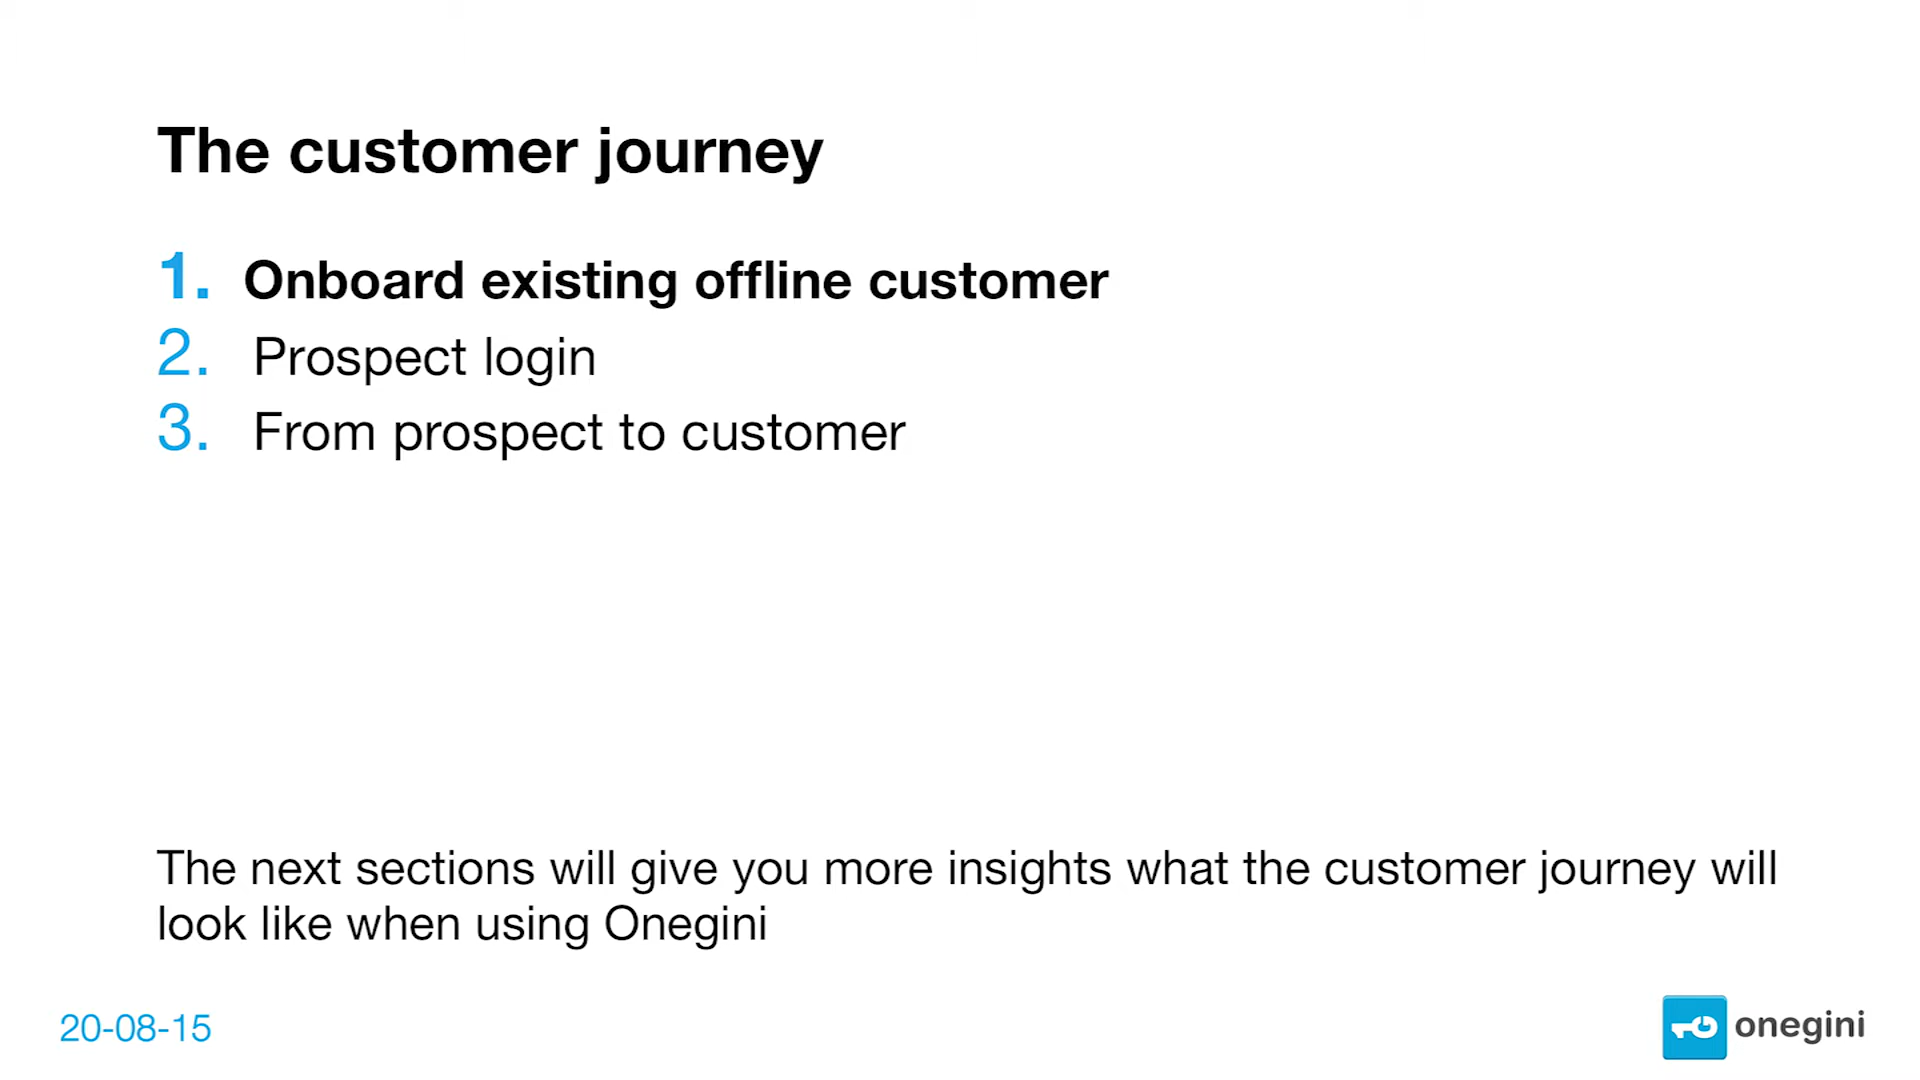 The customer journey
1. Onboard existing offline customer
2. Prospect login
3. From prospect to customer
The next sections will give you more insights what the customer journey will
look like when using Onegini
20-08-15
onegini